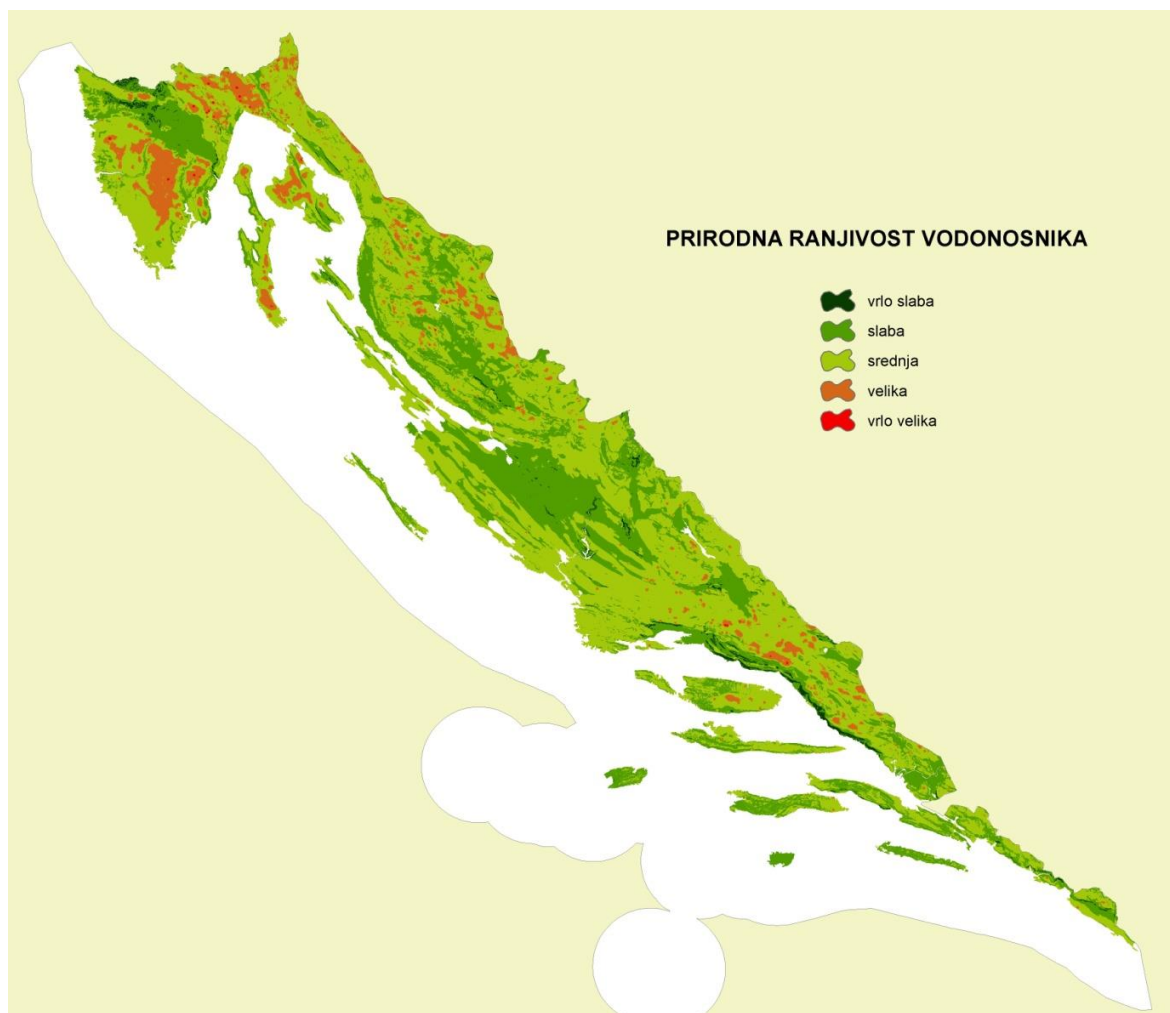 PRIRODNA RANJIVOST VODONOSNIKA
vrlo slaba
slaba
srednja
velika
vrlo velika